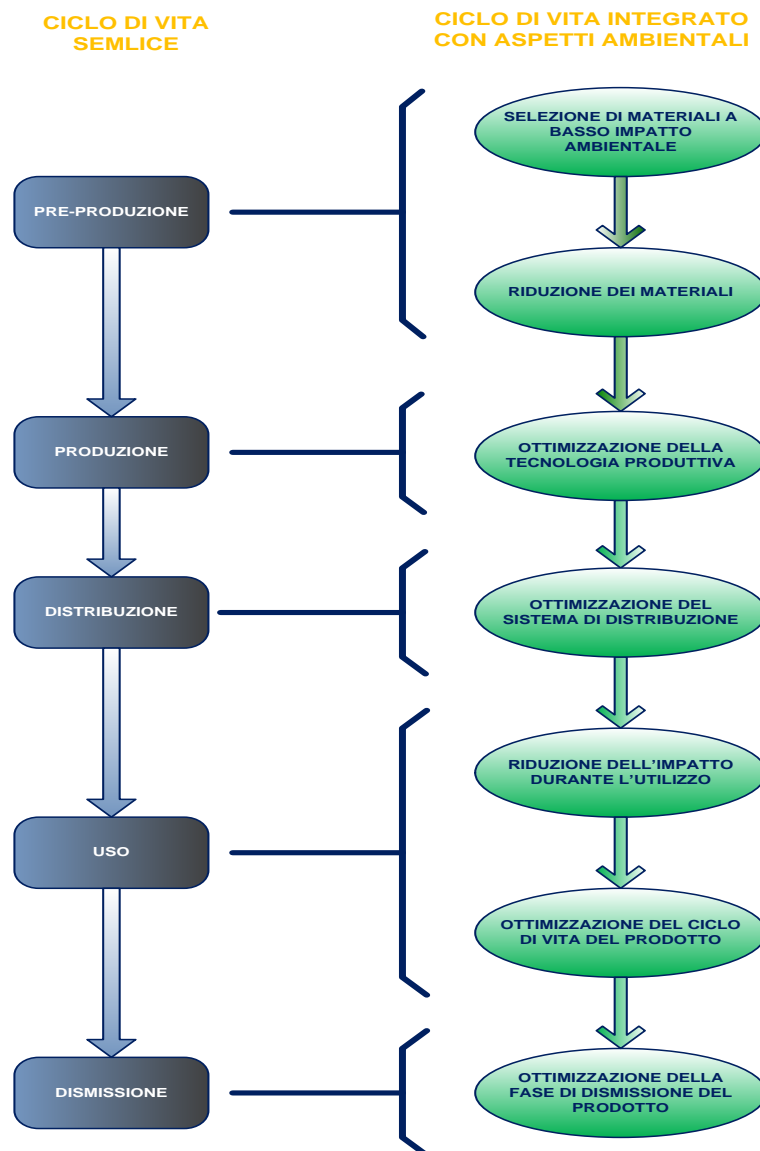 CICLO DI VITA
SEMLICE
CICLO DI VITA INTEGRATO
CON ASPETTI AMBIENTALI
PRE-PRODUZIONE
PRODUZIONE
DISTRIBUZIONE
USO
DISMISSIONE
SELEZIONE DI MATERIALI A
BASSO IMPATTO
AMBIENTALE
RIDUZIONE DEI MATERIALI
OTTIMIZZAZIONE DELLA
TECNOLOGIA PRODUTTIVA
OTTIMIZZAZIONE DEL
SISTEMA DI DISTRIBUZIONE
RIDUZIONE DELL'IMPATTO
DURANTE L'UTILIZZO
OTTIMIZZAZIONE DEL CICLO
DI VITA DEL PRODOTTO
OTTIMIZZAZIONE DELLA
FASE DI DISMISSIONE DEL
PRODOTTO